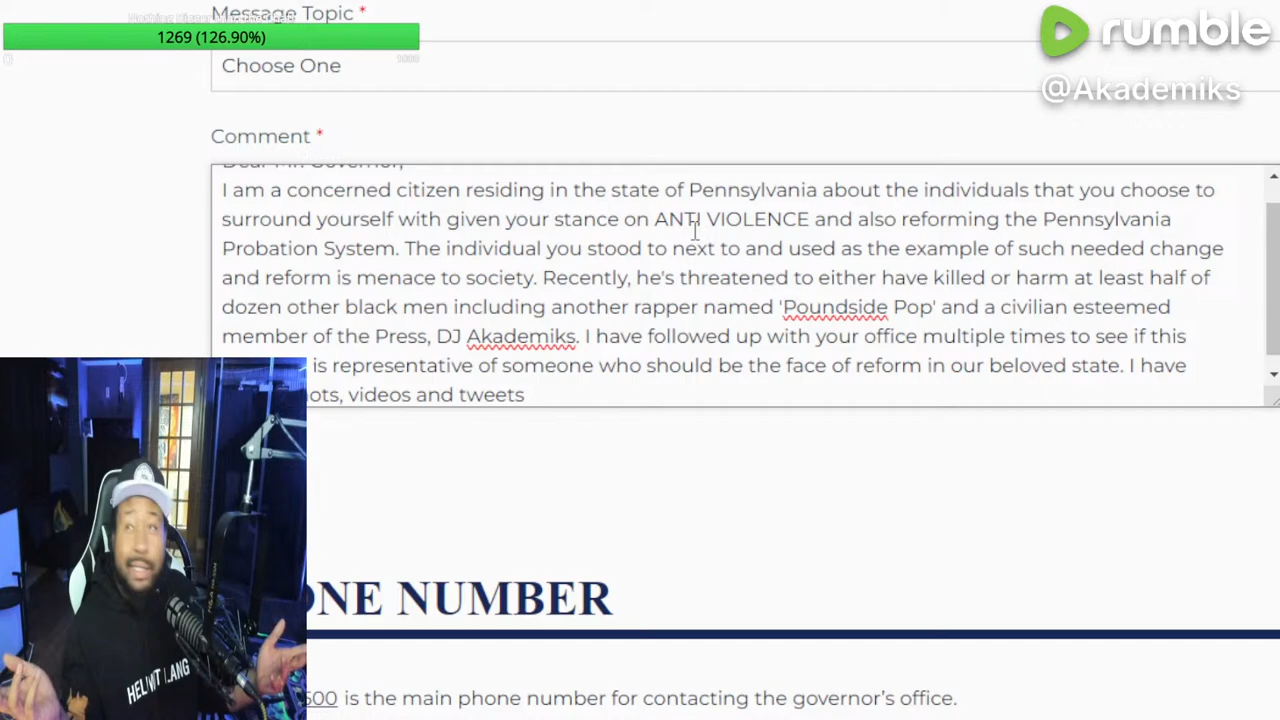 Message Topic *
1269 (126.90%)
0
1000
rumble
@Akademiks
Choose One
Comment *
Dear Mr. Governor,
I am a concerned citizen residing in the state of Pennsylvania about the individuals that you choose to
surround yourself with given your stance on ANTI VIOLENCE and also reforming the Pennsylvania
Probation System. The individual you stood to next to and used as the example of such needed change
and reform is menace to society. Recently, he's threatened to either have killed or harm at least half of
dozen other black men including another rapper named 'Poundside Pop' and a civilian esteemed
member of the Press, DJ Akademiks. I have followed up with your office multiple times to see if this
is representative of someone who should be the face of reform in our beloved state. I have
ots, videos and tweets
ONE NUMBER
500 is the main phone number for contacting the governor's office.
HELMUT LANG